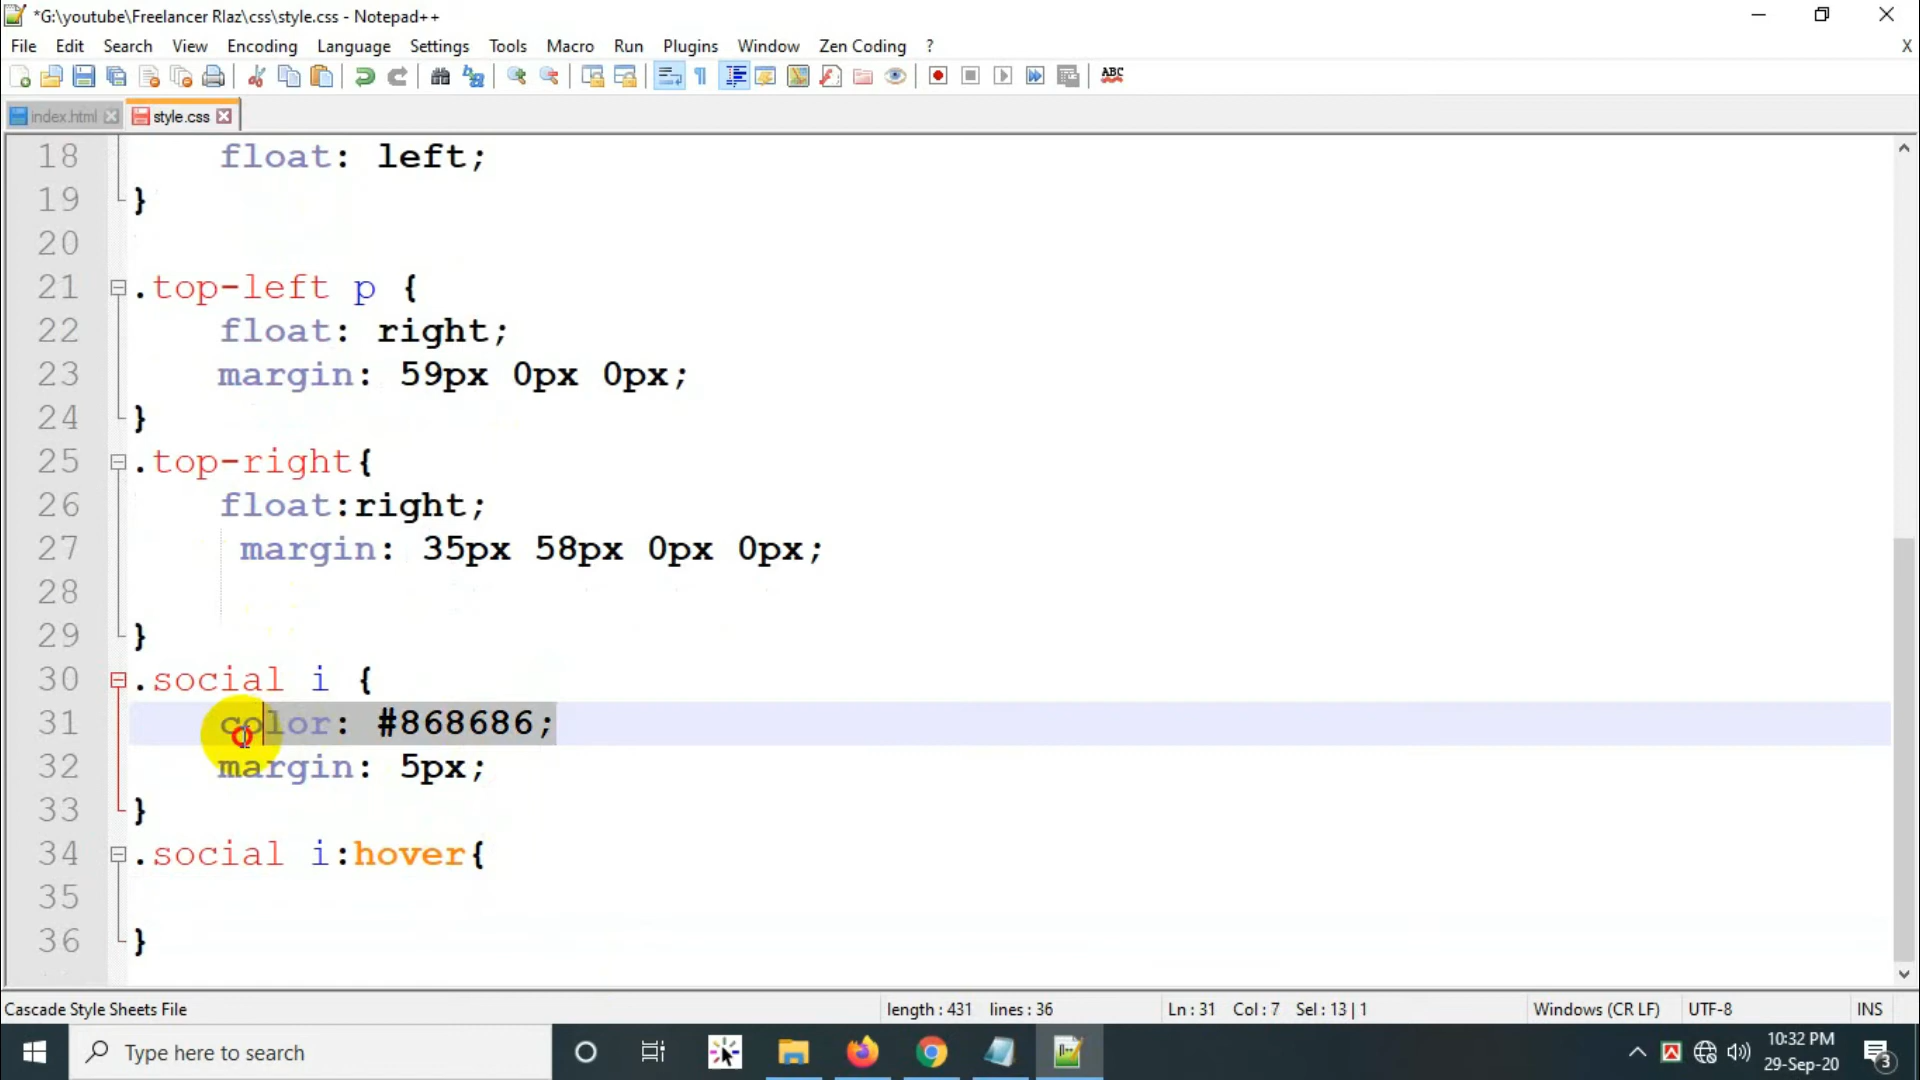 *G:\youtube\Freelancer Rlaz\css\style.css - Notepad++
File Edit Search View Encoding Language Settings Tools Macro Run Plugins Window Zen Coding ? X
ABC
index.html style.css
18 float: left;
19 }
20
21 .top-left p {
22 float: right;
23 margin: 59px 0px 0px;
24 }
25 .top-right{
26 float:right;
27 margin: 35px 58px 0px 0px;
28
29 }
30 .social i {
31 color: #868686;
32 margin: 5px;
33 }
34 .social i:hover{
35
36 }
Cascade Style Sheets File length : 431 lines : 36 Ln : 31 Col : 7 Sel : 13 | 1 Windows (CR LF) UTF-8 INS
Type here to search
10:32 PM
29-Sep-20
3